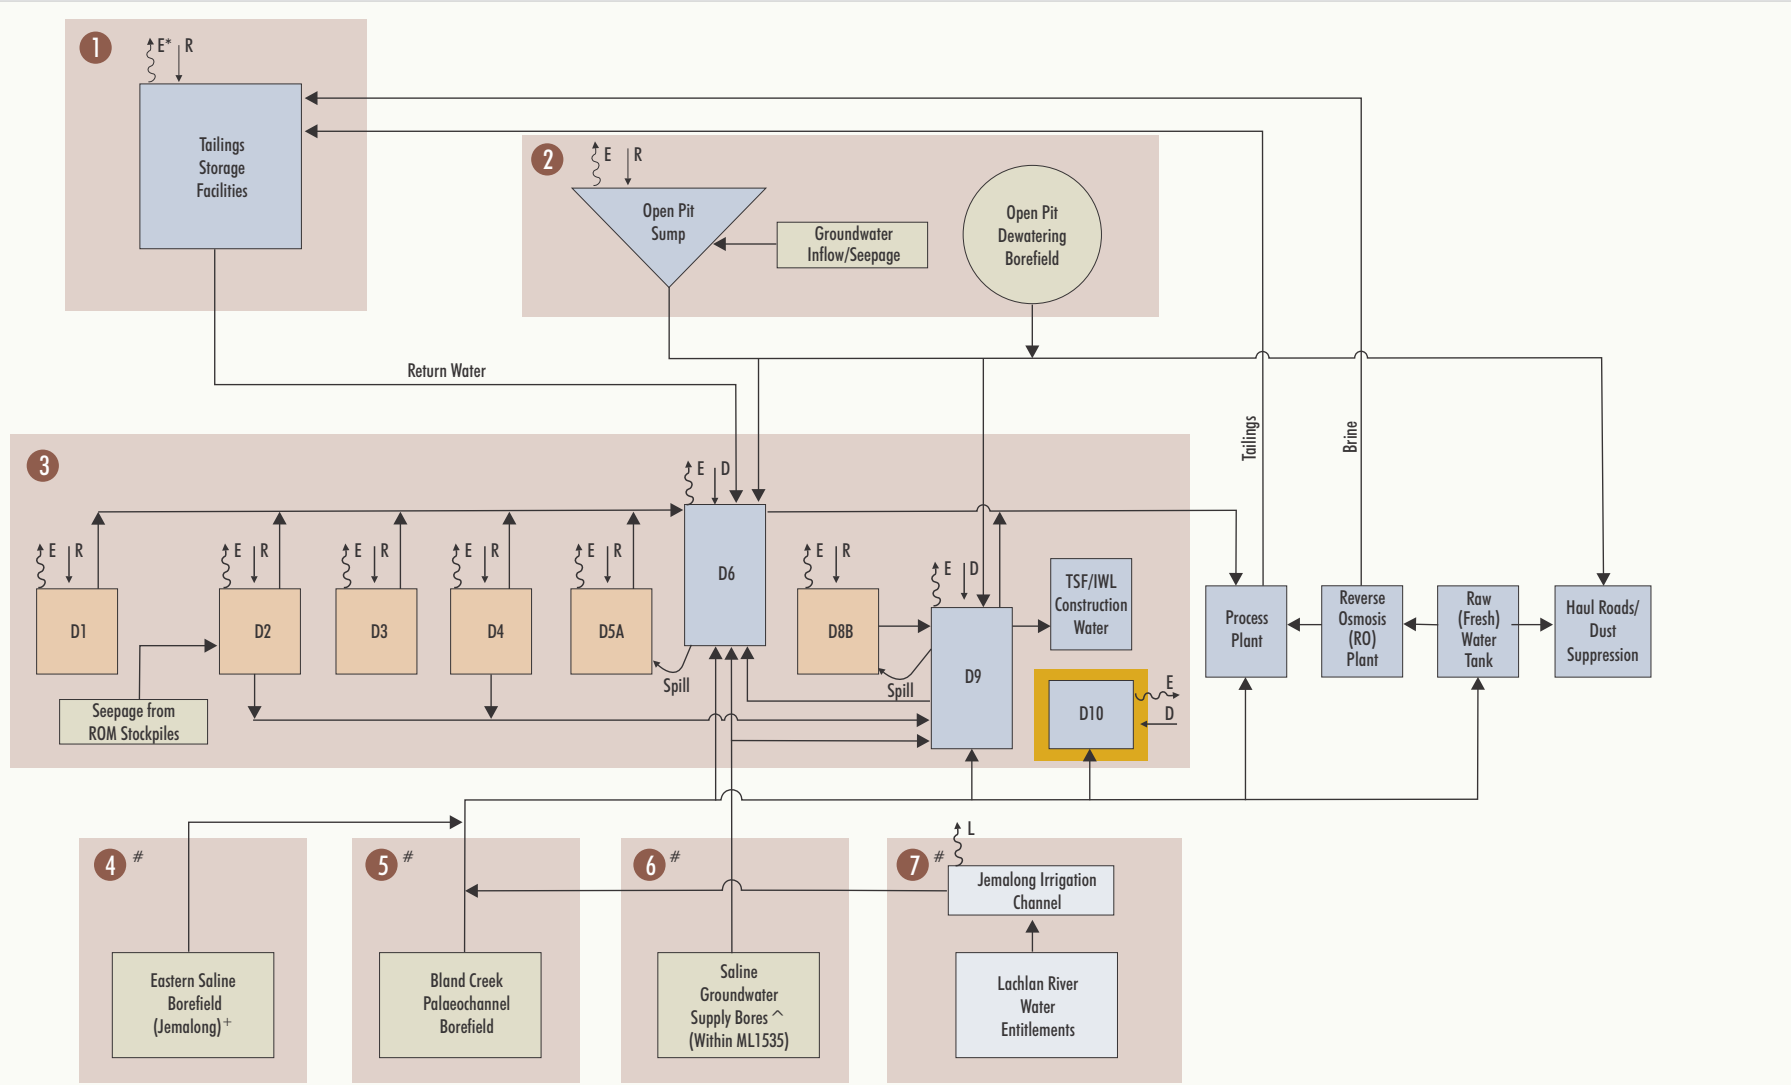 1
E* R
Tailings
Storage
Facilities
2
E R
Open Pit
Sump
Groundwater
Inflow/Seepage
Open Pit
Dewatering
Borefield
Return Water
Tailings
Brine
3
E D
D6
E R
D1
E R
D2
E R
D3
E R
D4
E R
D5A
Spill
E R
D8B
Spill
E D
D9
TSF/IWL
Construction
Water
D10
E
D
Seepage from
ROM Stockpiles
Process
Plant
Reverse
Osmosis
(RO)
Plant
Raw
(Fresh)
Water
Tank
Haul Roads/
Dust
Suppression
4 #
Eastern Saline
Borefield
(Jemalong)+
5 #
Bland Creek
Palaeochannel
Borefield
6 #
Saline
Groundwater
Supply Bores ^
(Within ML1535)
7 #
L
Jemalong Irrigation
Channel
Lachlan River
Water
Entitlements